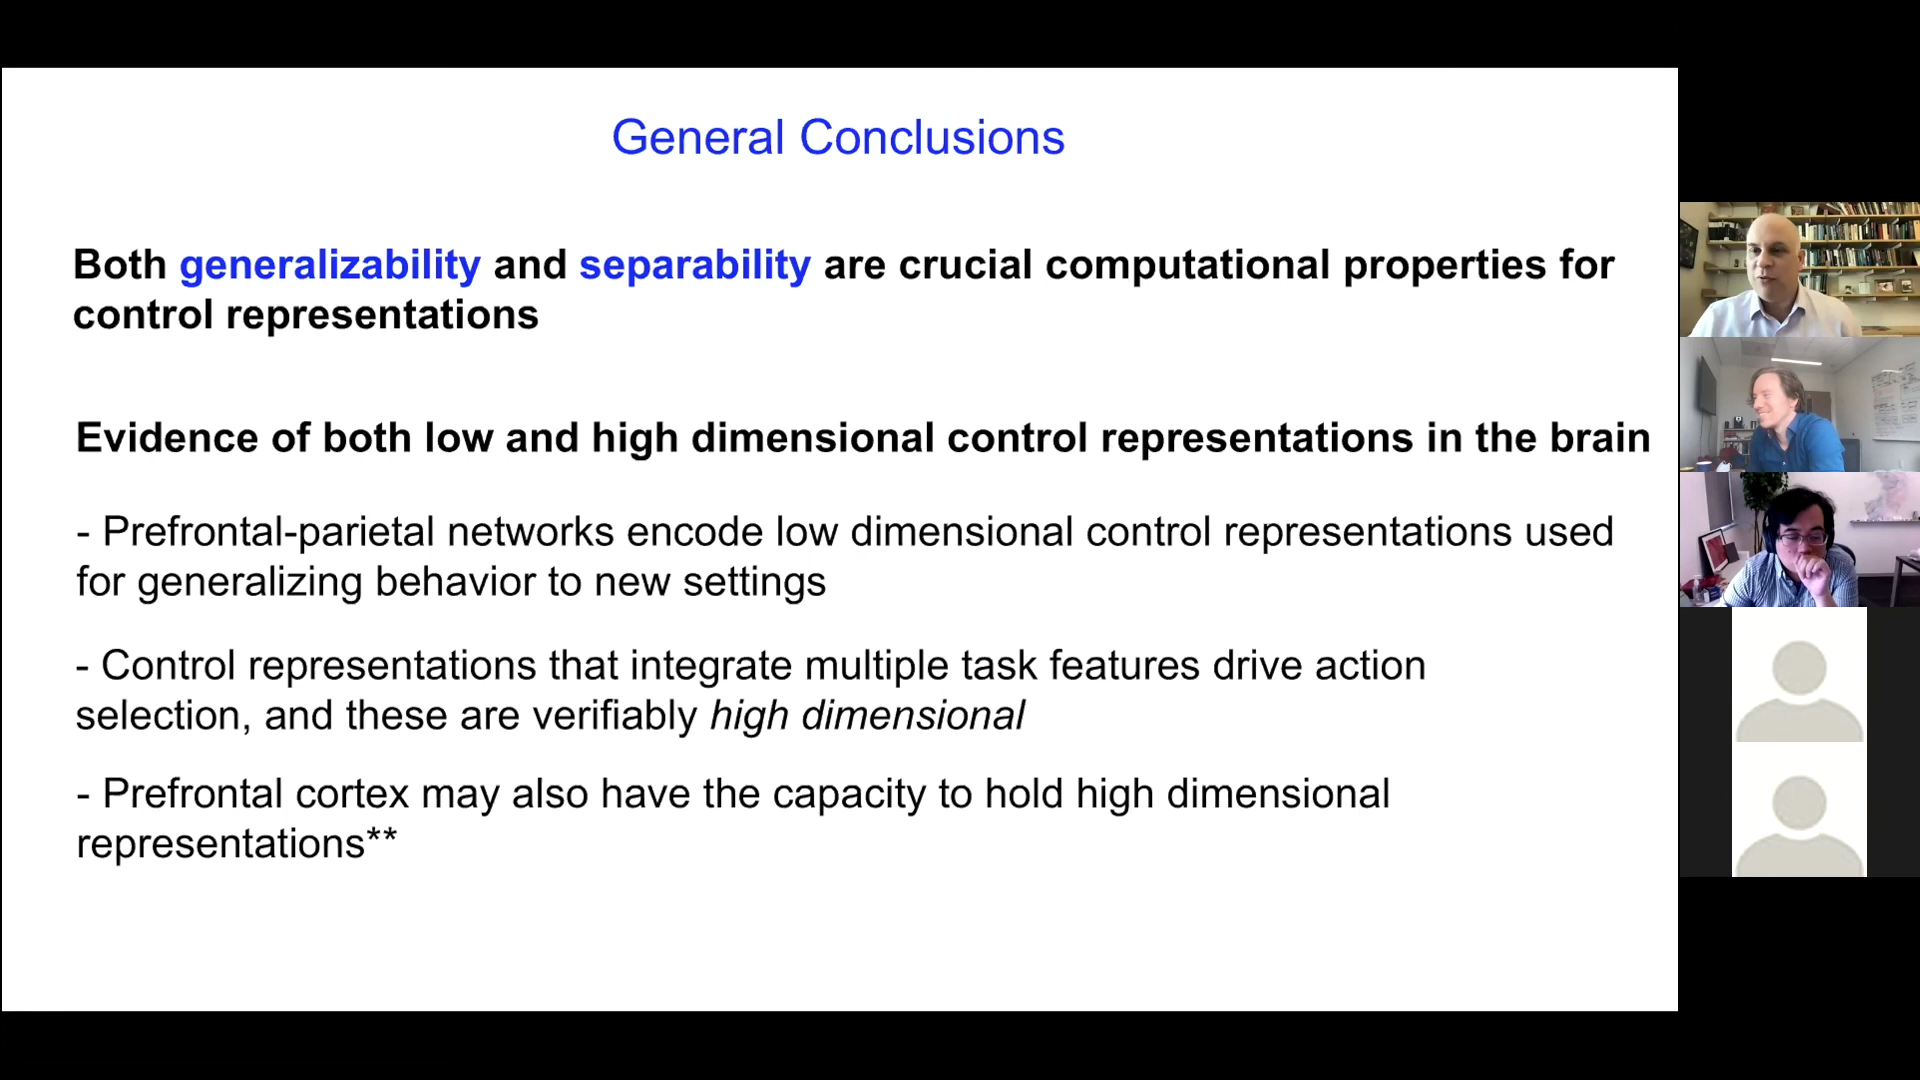 General Conclusions
Both generalizability and separability are crucial computational properties for
control representations
Evidence of both low and high dimensional control representations in the brain
- Prefrontal-parietal networks encode low dimensional control representations used
for generalizing behavior to new settings
- Control representations that integrate multiple task features drive action
selection, and these are verifiably high dimensional
- Prefrontal cortex may also have the capacity to hold high dimensional
representations**